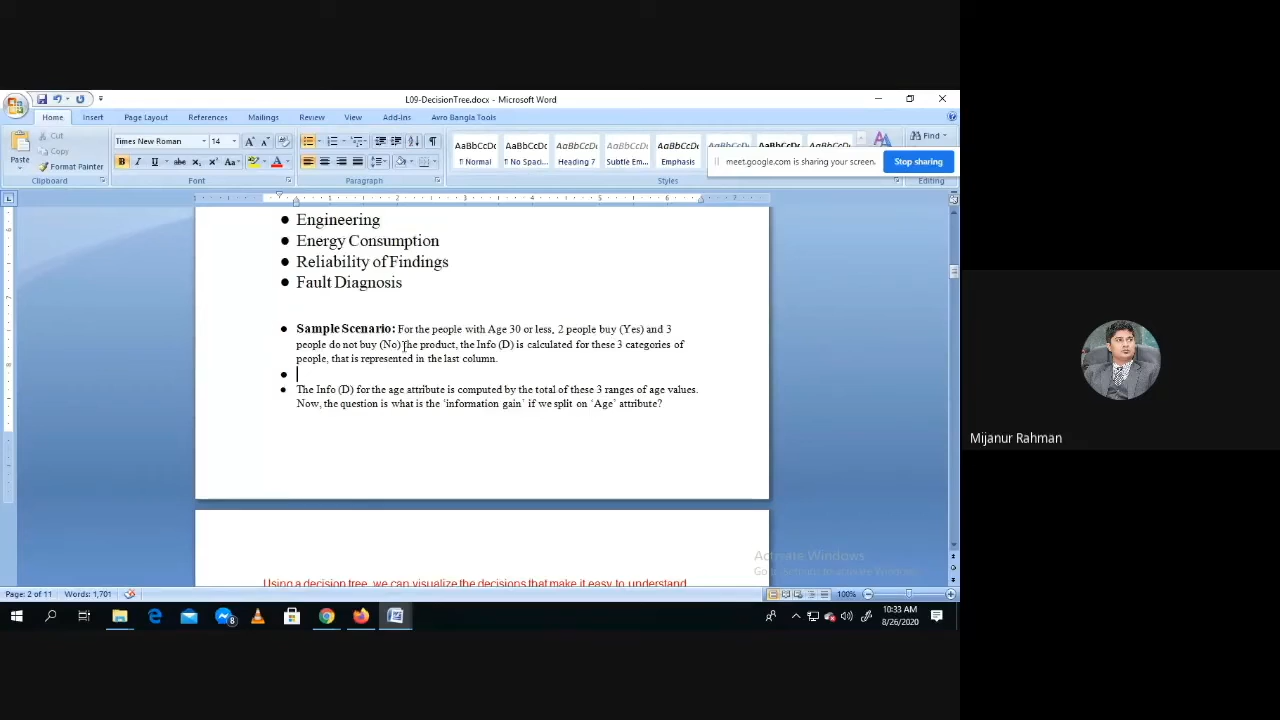 L09-DecisionTree.docx - Microsoft Word
Home Insert Page Layout References Mailings Review View Add-Ins Avro Bangla Tools
Paste
Cut
Copy
Format Painter
Clipboard
Times New Roman 14
Font
Paragraph
AaBbCcDc AaBbCcDc AaBbC AaBbCcDc AaBbCcDc
¶ Normal ¶ No Spaci... Heading 7 Subtle Em... Emphasis
Styles
Find
Editing
meet.google.com is sharing your screen. Stop sharing
● Engineering
● Energy Consumption
● Reliability of Findings
● Fault Diagnosis
● Sample Scenario: For the people with Age 30 or less, 2 people buy (Yes) and 3
people do not buy (No) the product, the Info (D) is calculated for these 3 categories of
people, that is represented in the last column.
●
● The Info (D) for the age attribute is computed by the total of these 3 ranges of age values.
Now, the question is what is the ‘information gain’ if we split on ‘Age’ attribute?
Using a decision tree, we can visualize the decisions that make it easy to understand
Activate Windows
Page: 2 of 11 Words: 1,701 100%
8
10:33 AM
8/26/2020
Mijanur Rahman